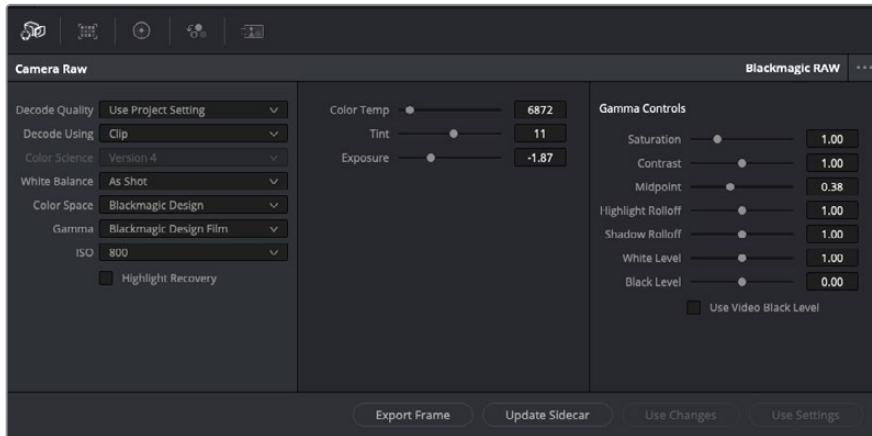 Camera Raw
Blackmagic RAW
Decode Quality Use Project Setting
Decode Using Clip
Color Science Version 4
White Balance As Shot
Color Space Blackmagic Design
Gamma Blackmagic Design Film
ISO 800
Highlight Recovery
Color Temp 6872
Tint 11
Exposure -1.87
Gamma Controls
Saturation 1.00
Contrast 1.00
Midpoint 0.38
Highlight Rolloff 1.00
Shadow Rolloff 1.00
White Level 1.00
Black Level 0.00
Use Video Black Level
Export Frame
Update Sidecar
Use Changes
Use Settings